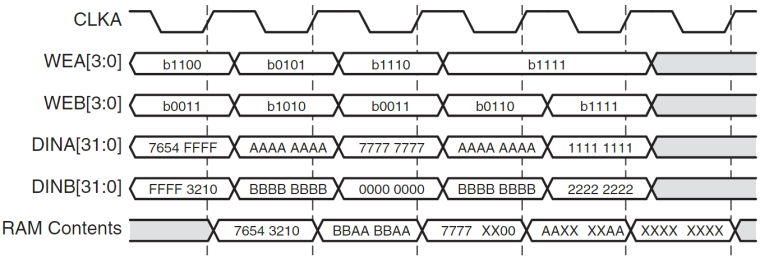 CLKA
WEA[3:0] b1100 b0101 b1110 b1111
WEB[3:0] b0011 b1010 b0011 b0110 b1111
DINA[31:0] 7654 FFFF AAAA AAAA 7777 7777 AAAA AAAA 1111 1111
DINB[31:0] FFFF 3210 BBBB BBBB 0000 0000 BBBB BBBB 2222 2222
RAM Contents 7654 3210 BBAA BBAA 7777 XX00 AAXX XXAA XXXX XXXX